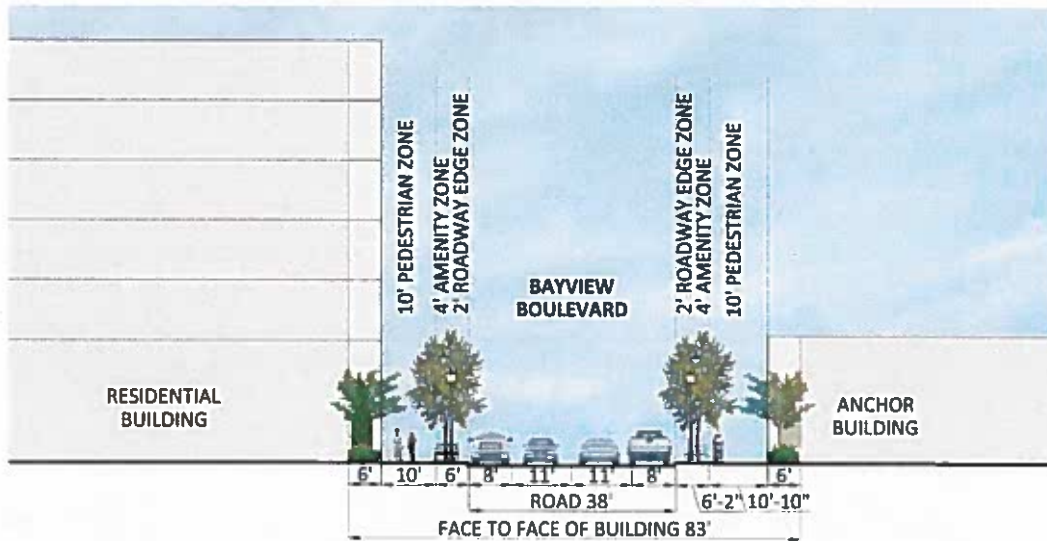 10' PEDESTRIAN ZONE
4' AMENITY ZONE
2' ROADWAY EDGE ZONE
BAYVIEW
BOULEVARD
2' ROADWAY EDGE ZONE
4' AMENITY ZONE
10' PEDESTRIAN ZONE
RESIDENTIAL
BUILDING
ANCHOR
BUILDING
6' 10' 6' 8' 11' 11' 8' 6'
ROAD 38' 6'-2" 10'-10"
FACE TO FACE OF BUILDING 83'